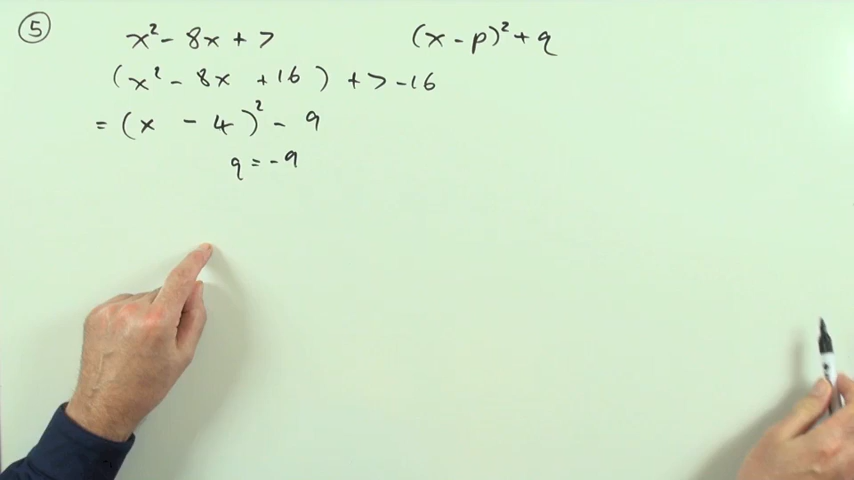 ⑤ x² - 8x + 7 (x - p)² + q
(x² - 8x + 16) + 7 - 16
= (x - 4)² - 9
q = -9